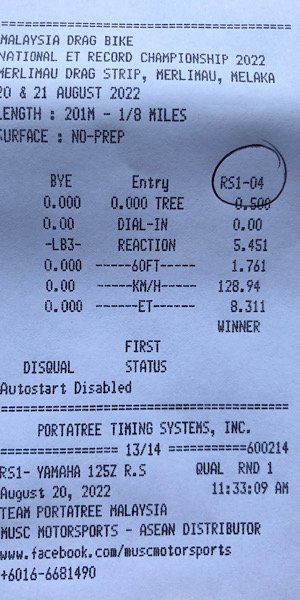 ================================
MALAYSIA DRAG BIKE
NATIONAL ET RECORD CHAMPIONSHIP 2022
MERLIMAU DRAG STRIP, MERLIMAU, MELAKA
20 & 21 AUGUST 2022
LENGTH : 201M - 1/8 MILES
SURFACE : NO-PREP
BYE Entry RS1-04
0.000 0.000 TREE 0.500
0.00 DIAL-IN 0.00
-LB3- REACTION 5.451
0.000 -----60FT----- 1.761
0.00 -----KM/H----- 128.94
0.000 ------ET------ 8.311
WINNER
FIRST
DISQUAL STATUS
Autostart Disabled
================================
PORTATREE TIMING SYSTEMS, INC.
================ 13/14 ===========600214
RS1- YAMAHA 125Z R.S QUAL RND 1
August 20, 2022 11:33:09 AM
TEAM PORTATREE MALAYSIA
MUSC MOTORSPORTS - ASEAN DISTRIBUTOR
www.facebook.com/muscmotorsports
+6016-6681490